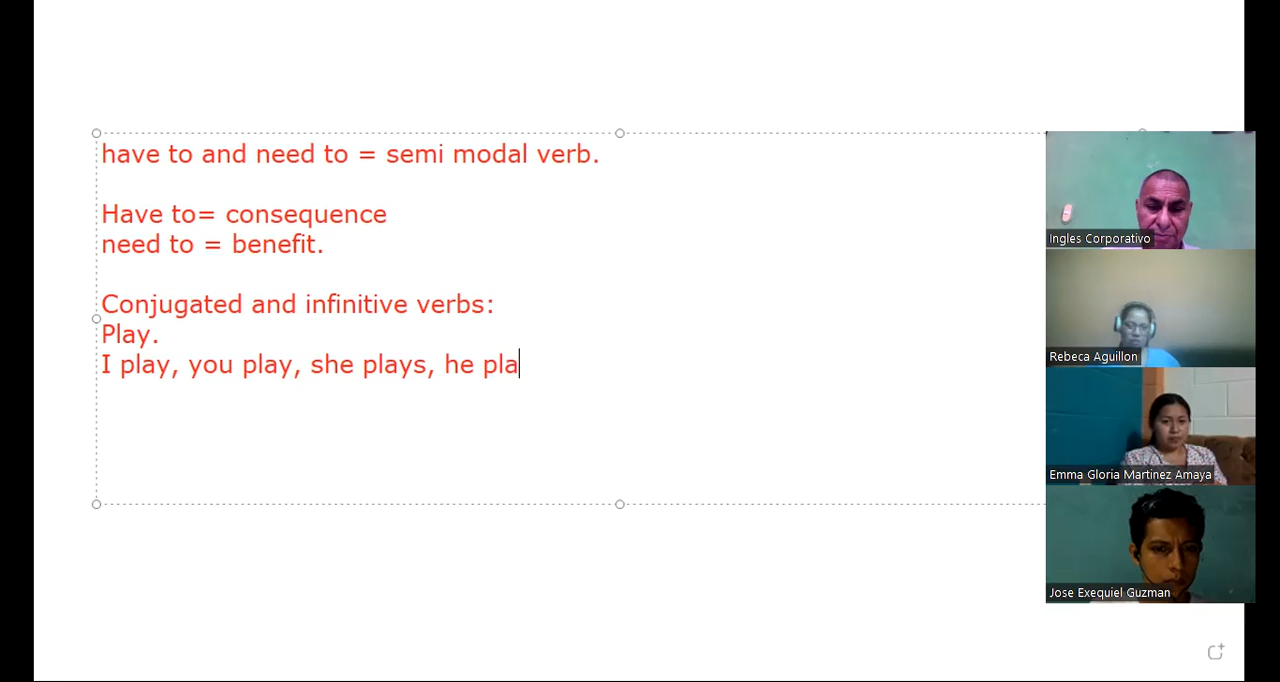 have to and need to = semi modal verb.
Have to= consequence
need to = benefit.
Conjugated and infinitive verbs:
Play.
I play, you play, she plays, he pla
Ingles Corporativo
Rebeca Aguillon
Emma Gloria Martinez Amaya
Jose Exequiel Guzman